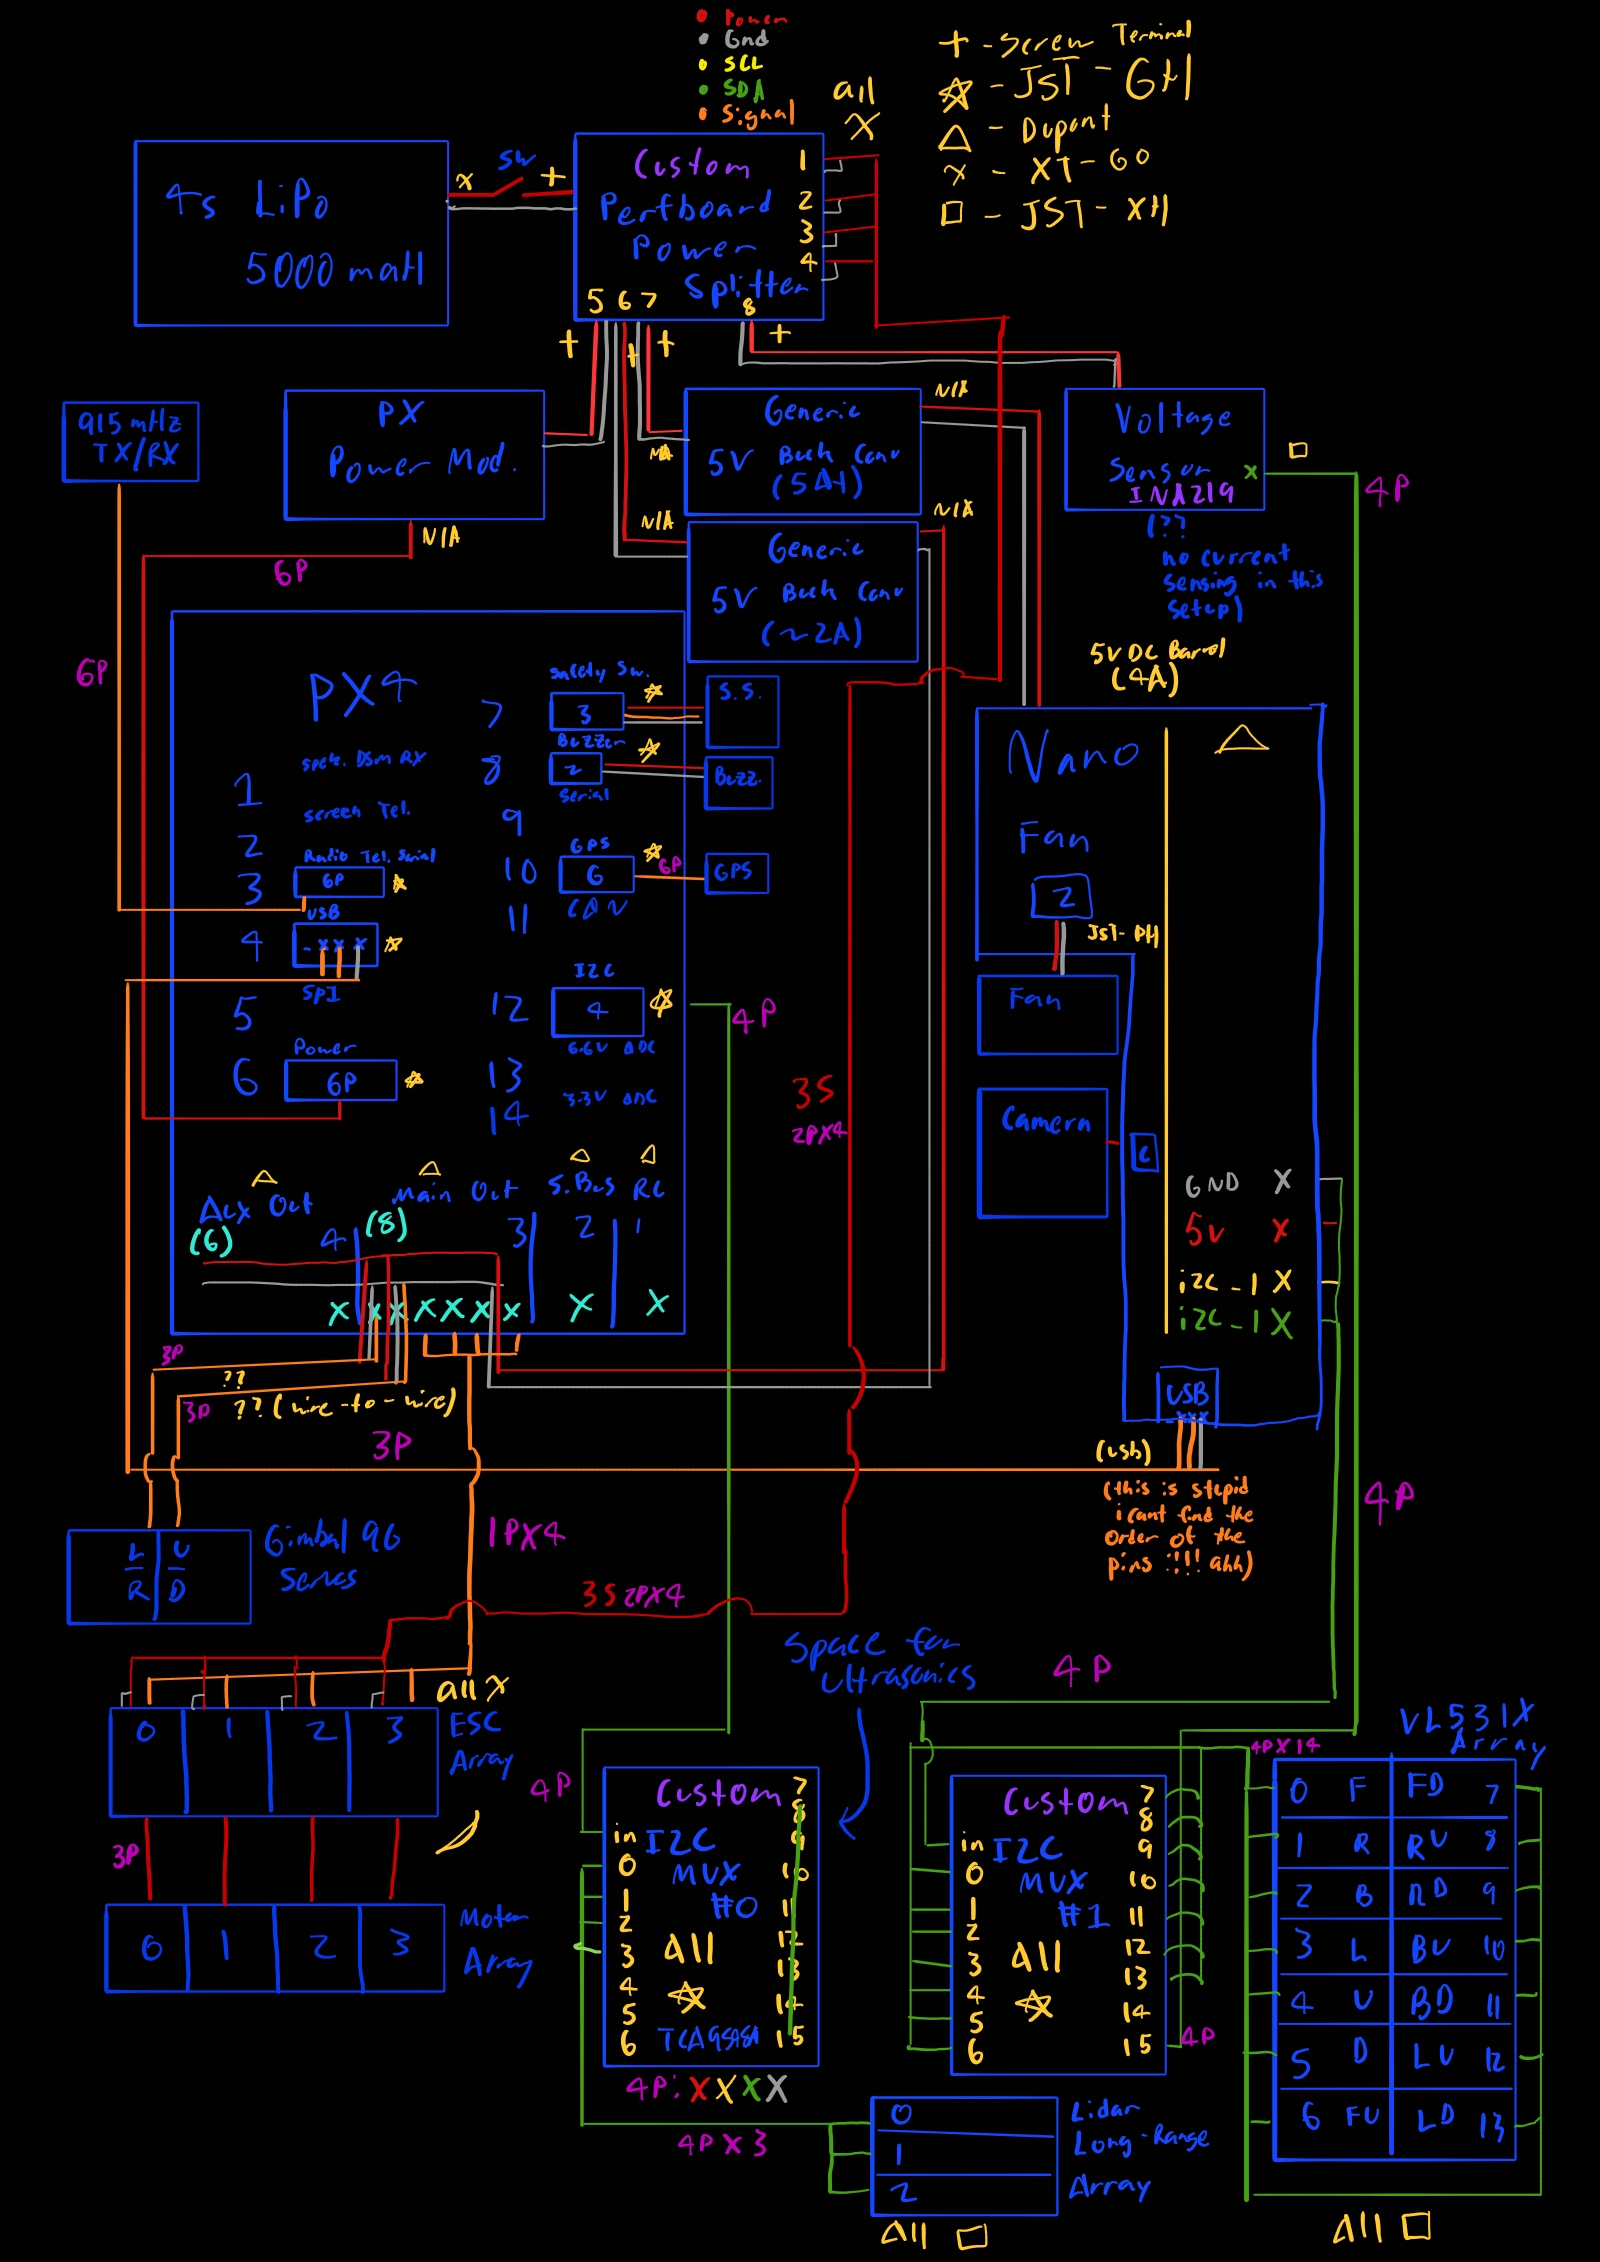 Power
Gnd
SCL
SDA
Signal
+ - Screw Terminal
☆ - JST - GH
△ - Dupont
x - XT - 60
□ - JST - XH
all
X
4s LiPo
5000 maH
x
SW
+
Custom
Perfboard
Power
Splitter
1
2
3
4
5 6 7
8
+
+
+
+
915 mHz
TX/RX
PX
Power Mod.
N/A
6P
6P
Generic
5V Buck Conv
(5A+)
N/A
N/A
Generic
5V Buck Conv
(~2A)
N/A
N/A
Voltage
Sensor x
INA219
(??
no current
sensing in this
setup)
4P
5V DC Barrel
(4A)
PX4
1
spek. DSM RX
2
screen Tel.
3
Radio Tel. Serial
6P
4
USB
- x x x
5
SPI
6
Power
6P
7
Safety Sw.
3
S.S.
8
Buzzer
2
Buzz.
9
Serial
10
GPS
6
6P
GPS
11
CAN
12
I2C
4
4P
13
6.6V ADC
14
3.3V ADC
Aux Out
(6)
4
Main Out
(8)
3
S.Bus
2
RC
1
X X X X X X X X X
3P
??
3P
?? (wire-to-wire)
3P
3S
2PX4
Nano
Fan
2
JST-PH
Fan
Camera
C
GND X
5v X
i2C_1 X
i2C_1 X
USB
- x x x
(usb)
(this is stupid
i cant find the
order of the
pins !!!! ahh)
4P
L
R
U
D
Gimbal 9G
Servos
1PX4
3S 2PX4
all x
0 1 2 3
ESC
Array
3P
0 1 2 3
Motor
Array
Space for
Ultrasonics
4P
4P
Custom
I2C
MUX
#0
All
☆
TCA9548A
in
0
1
2
3
4
5
6
7
8
9
10
11
12
13
14
15
4P: X X X X
4P X 3
Custom
I2C
MUX
#1
All
☆
in
0
1
2
3
4
5
6
7
8
9
10
11
12
13
14
15
4P
0
1
2
Lidar
Long-Range
Array
All □
VL531X
Array
4PX14
0 F FD 7
1 R RU 8
2 B RD 9
3 L BU 10
4 U BD 11
5 D LU 12
6 FU LD 13
All □